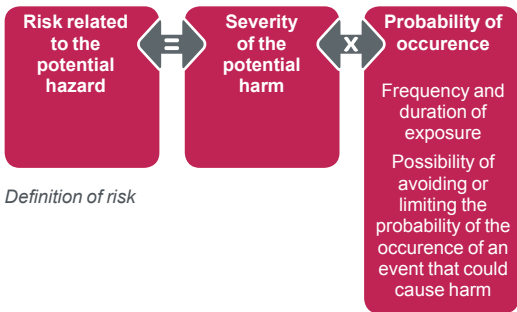 Risk related
to the
potential
hazard
=
Severity
of the
potential
harm
x
Probability of
occurence
Frequency and
duration of
exposure
Possibility of
avoiding or
limiting the
probability of the
occurence of an
event that could
cause harm
Definition of risk